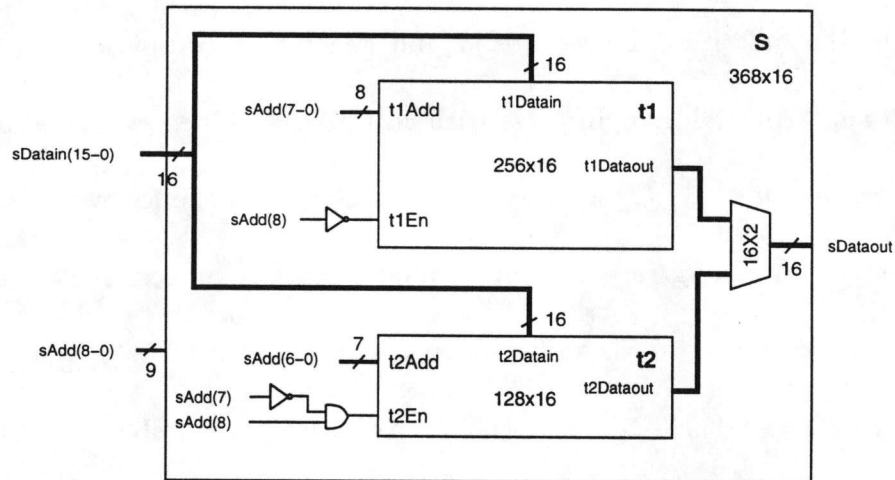 S
368x16
16
8
sAdd(7–0)
t1Add
t1Datain
t1
sDatain(15–0)
16
256x16
t1Dataout
sAdd(8)
t1En
16X2
sDataout
16
16
sAdd(8–0)
9
7
sAdd(6–0)
t2Add
t2Datain
t2
sAdd(7)
sAdd(8)
t2En
128x16
t2Dataout